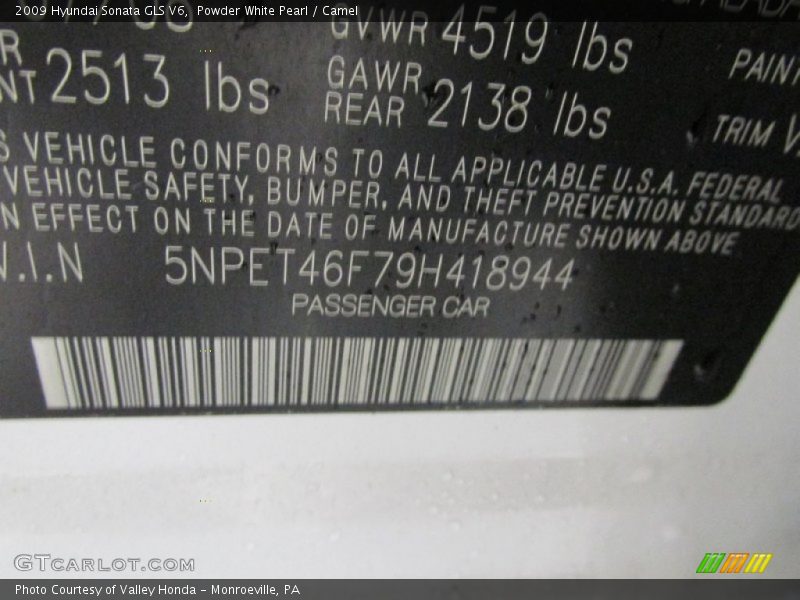 2009 Hyundai Sonata GLS V6, Powder White Pearl / Camel
GVWR 4519 lbs
NT 2513 lbs
GAWR
REAR 2138 lbs
PAINT
TRIM
S VEHICLE CONFORMS TO ALL APPLICABLE U.S.A. FEDERAL
VEHICLE SAFETY, BUMPER, AND THEFT PREVENTION STANDARD
N EFFECT ON THE DATE OF MANUFACTURE SHOWN ABOVE
V.I.N 5NPET46F79H418944
PASSENGER CAR
GTCARLOT.COM
Photo Courtesy of Valley Honda - Monroeville, PA